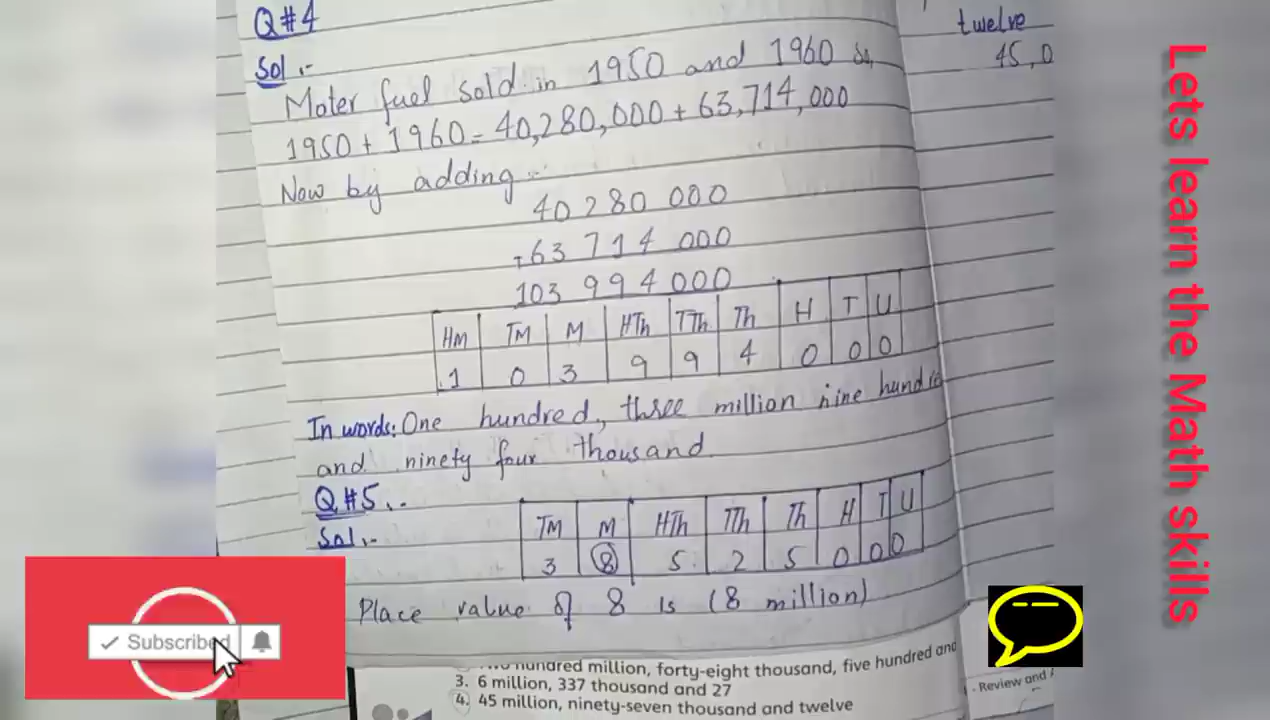 Q#4
Sol :-
Moter fuel sold in 1950 and 1960 is,
1950 + 1960 = 40,280,000 + 63,714,000
Now by adding :-
40 280 000
+63 714 000
103 994 000
HM TM M HTh TTh Th H T U
1 0 3 9 9 4 0 0 0
In words: One hundred, three million nine hundre
and ninety four thousand.
Q#5 :-
Sol :-
TM M HTh TTh Th H T U
3 8 5 2 5 0 0 0
Place value of 8 is (8 million)
hundred million, forty-eight thousand, five hundred and
3. 6 million, 337 thousand and 27
4. 45 million, ninety-seven thousand and twelve
twelve
45,0
- Review and
Lets learn the Math skills
✓ Subscribed